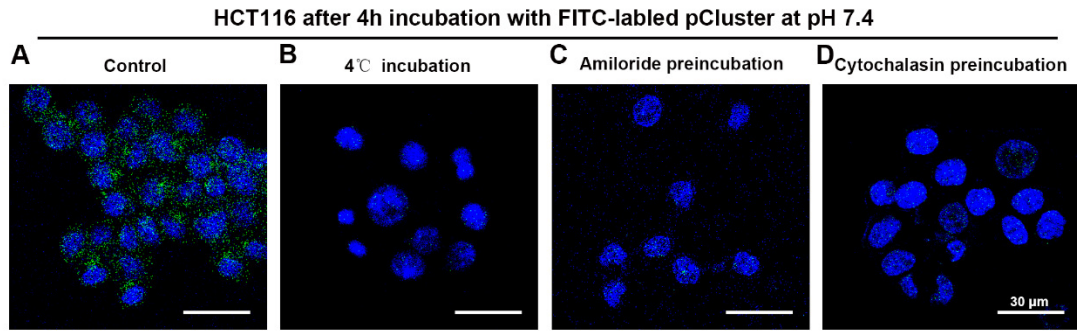 HCT116 after 4h incubation with FITC-labled pCluster at pH 7.4
A Control
B 4℃ incubation
C Amiloride preincubation
D Cytochalasin preincubation
30 μm